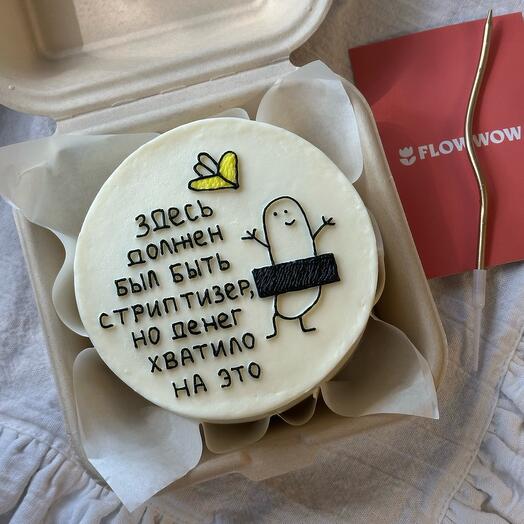 ЗДЕСЬ
ДОЛЖЕН
БЫЛ БЫТЬ
СТРИПТИЗЕР,
НО ДЕНЕГ
ХВАТИЛО
НА ЭТО
FLOWWOW